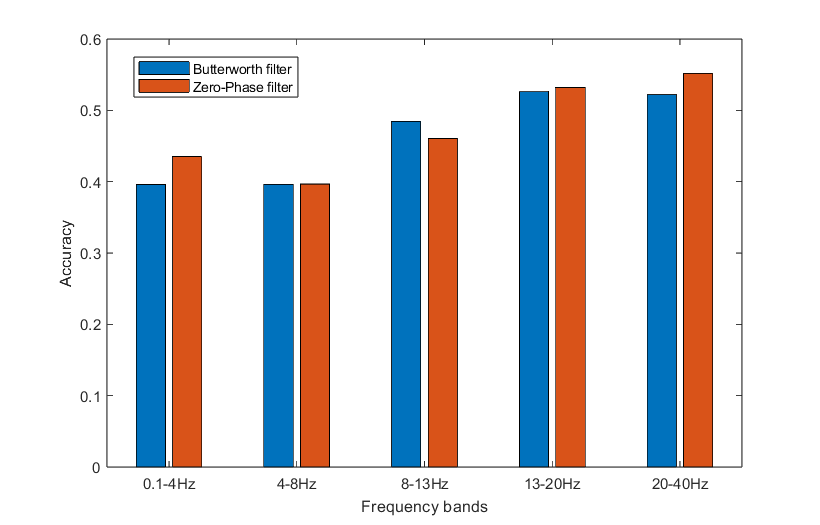 0.6
0.5
0.4
0.3
0.2
0.1
0
Accuracy
Butterworth filter
Zero-Phase filter
0.1-4Hz
4-8Hz
8-13Hz
13-20Hz
20-40Hz
Frequency bands